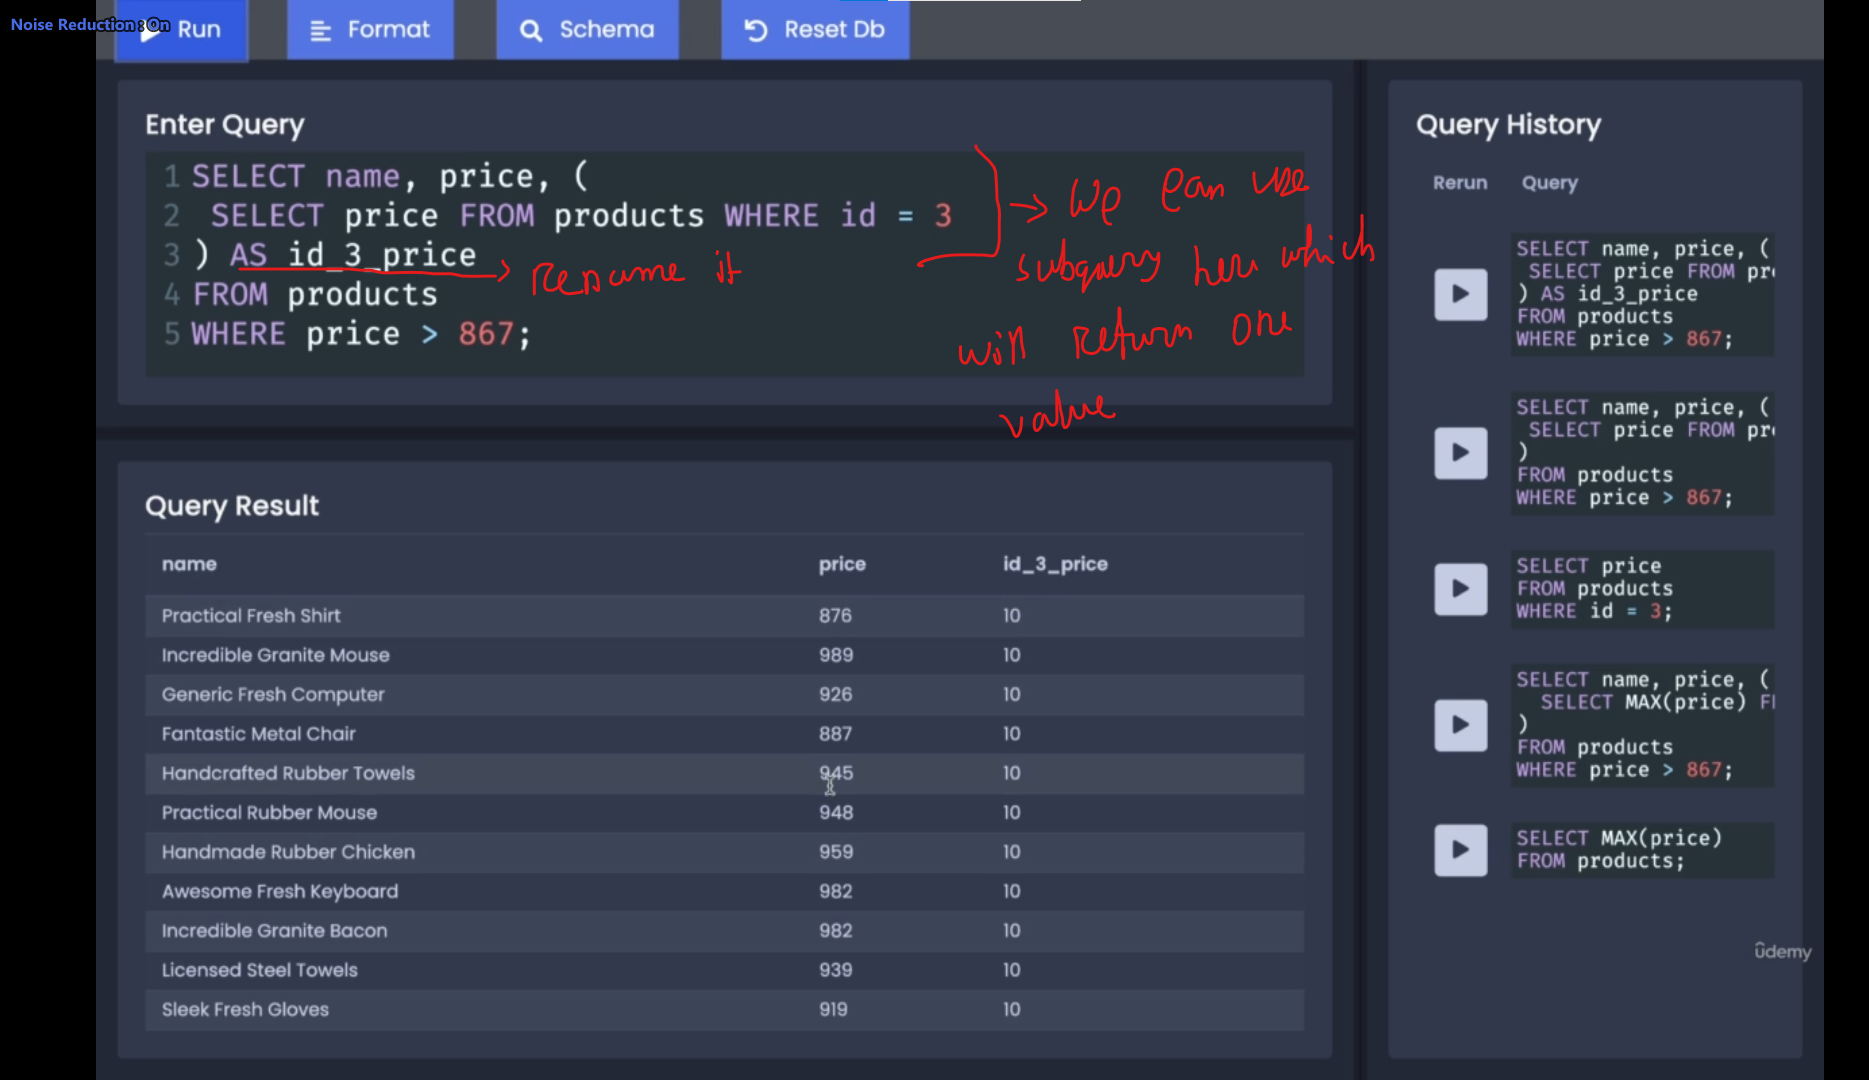 Noise Reduction : On
Run
Format
Schema
Reset Db
Enter Query
1 SELECT name, price, (
2 SELECT price FROM products WHERE id = 3
3 ) AS id_3_price
4 FROM products
5 WHERE price > 867;
rename it
we can use
subquery here which
will return one
value
Query Result
name price id_3_price
Practical Fresh Shirt 876 10
Incredible Granite Mouse 989 10
Generic Fresh Computer 926 10
Fantastic Metal Chair 887 10
Handcrafted Rubber Towels 945 10
Practical Rubber Mouse 948 10
Handmade Rubber Chicken 959 10
Awesome Fresh Keyboard 982 10
Incredible Granite Bacon 982 10
Licensed Steel Towels 939 10
Sleek Fresh Gloves 919 10
Query History
Rerun Query
SELECT name, price, (
SELECT price FROM pr
) AS id_3_price
FROM products
WHERE price > 867;
SELECT name, price, (
SELECT price FROM pr
)
FROM products
WHERE price > 867;
SELECT price
FROM products
WHERE id = 3;
SELECT name, price, (
SELECT MAX(price) F
)
FROM products
WHERE price > 867;
SELECT MAX(price)
FROM products;
ûdemy